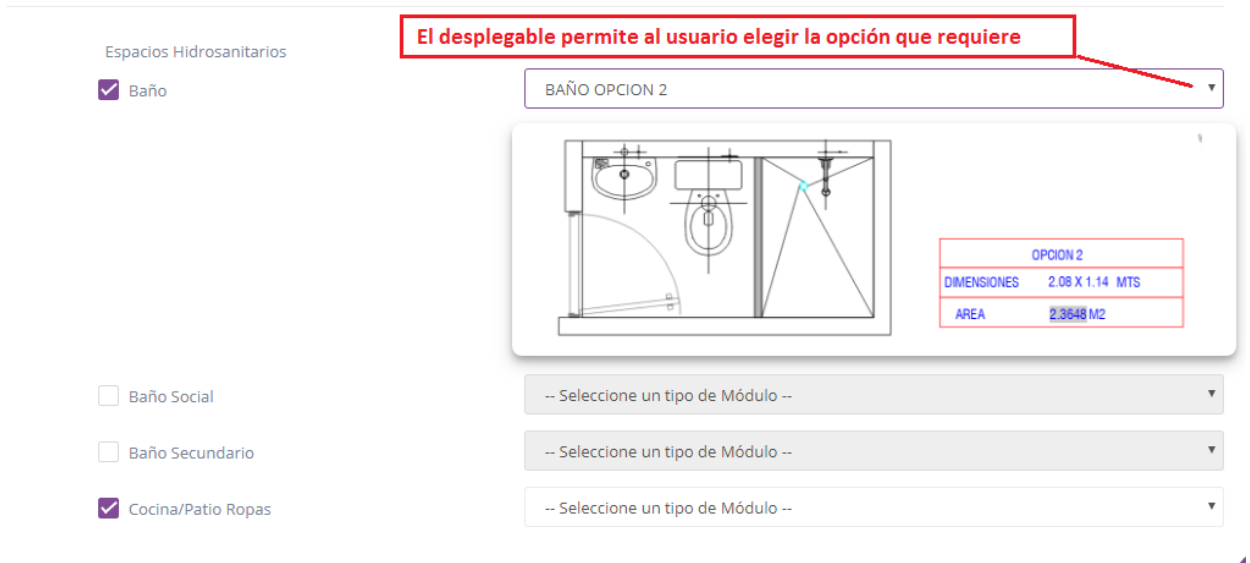 El desplegable permite al usuario elegir la opción que requiere
Espacios Hidrosanitarios
Baño
BAÑO OPCION 2
OPCION 2
DIMENSIONES 2.08 X 1.14 MTS
AREA 2.3648 M2
Baño Social
-- Seleccione un tipo de Módulo --
Baño Secundario
-- Seleccione un tipo de Módulo --
Cocina/Patio Ropas
-- Seleccione un tipo de Módulo --